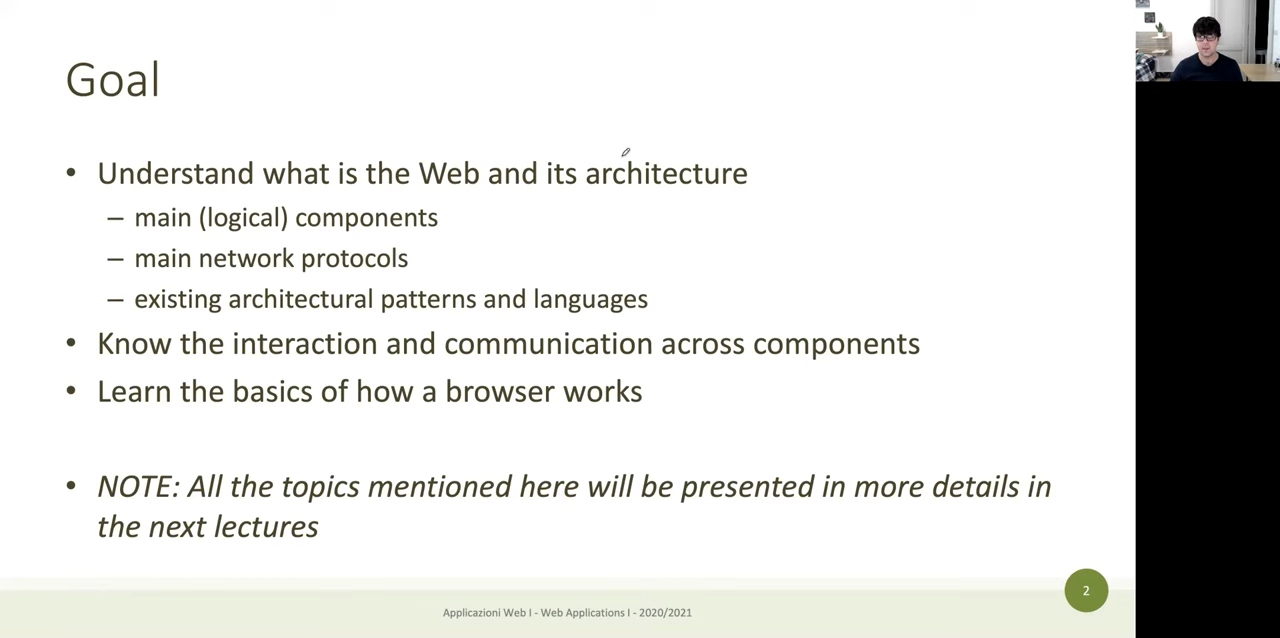 Goal
• Understand what is the Web and its architecture
– main (logical) components
– main network protocols
– existing architectural patterns and languages
• Know the interaction and communication across components
• Learn the basics of how a browser works
• NOTE: All the topics mentioned here will be presented in more details in
the next lectures
2
Applicazioni Web I - Web Applications I - 2020/2021